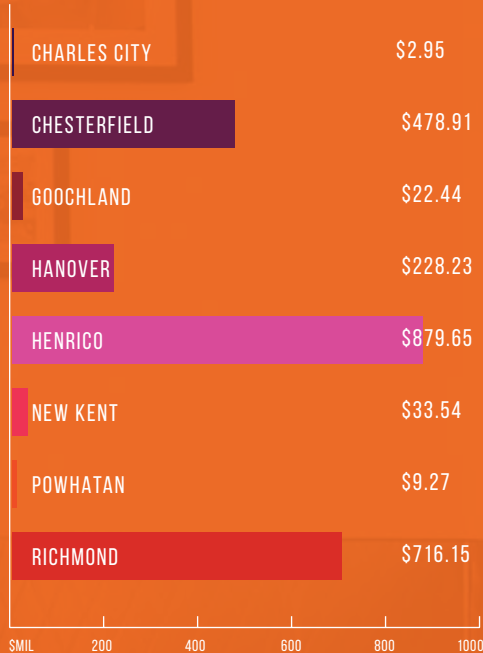 CHARLES CITY $2.95
CHESTERFIELD $478.91
GOOCHLAND $22.44
HANOVER $228.23
HENRICO $879.65
NEW KENT $33.54
POWHATAN $9.27
RICHMOND $716.15
$MIL 200 400 600 800 1000